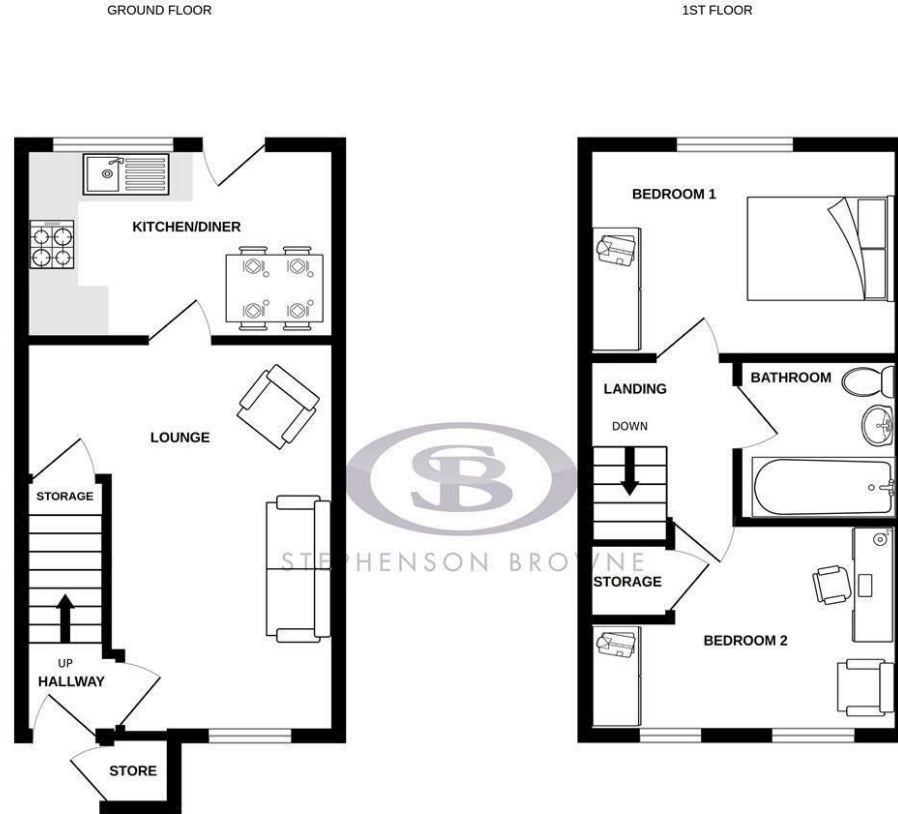 GROUND FLOOR
1ST FLOOR
KITCHEN/DINER
LOUNGE
STORAGE
UP
HALLWAY
STORE
BEDROOM 1
LANDING
DOWN
BATHROOM
STORAGE
BEDROOM 2
SB
STEPHENSON BROWNE